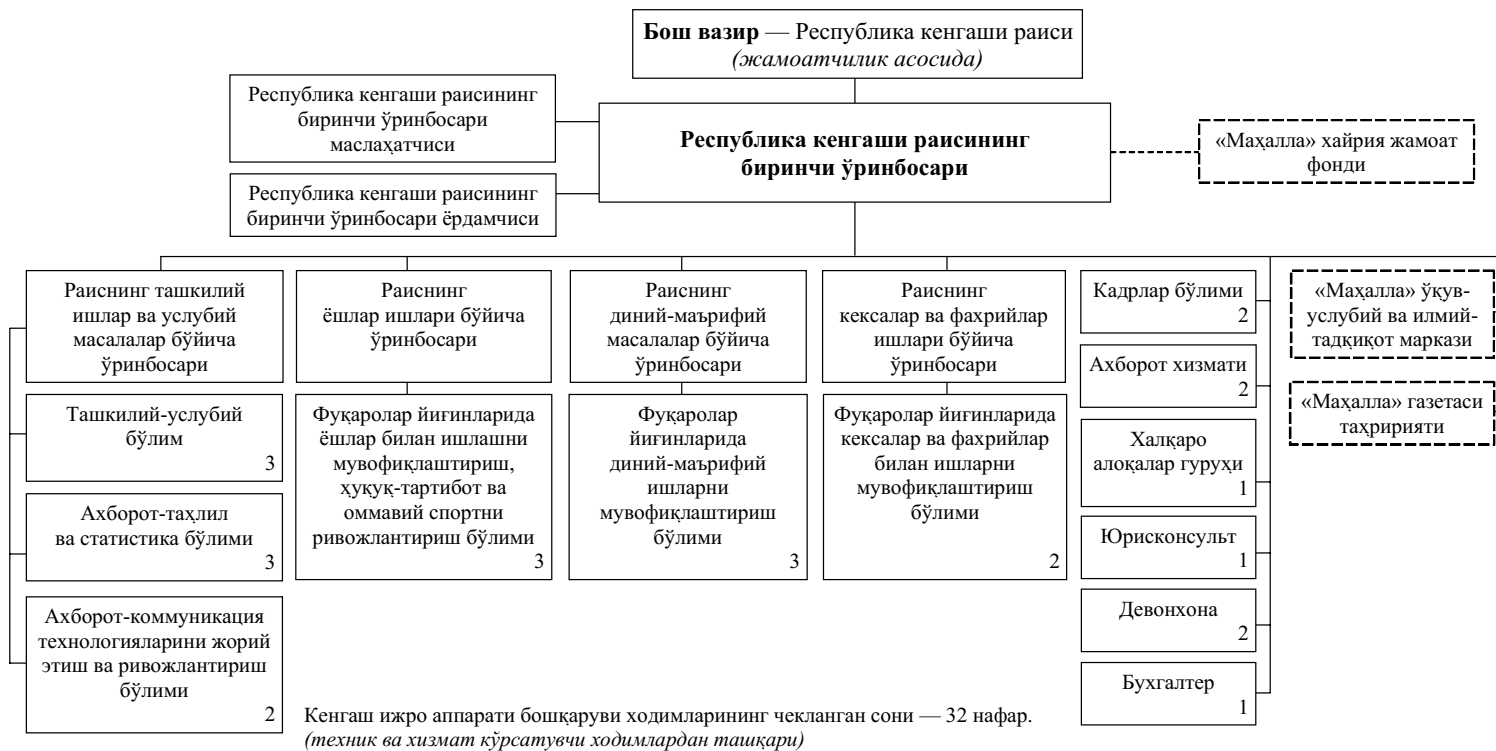 Бош вазир — Республика кенгаши раиси
(жамоатчилик асосида)
Республика кенгаши раисининг
биринчи ўринбосари
маслаҳатчиси
Республика кенгаши раисининг
биринчи ўринбосари
«Маҳалла» хайрия жамоат
фонди
Республика кенгаши раисининг
биринчи ўринбосари ёрдамчиси
Раиснинг ташкилий
ишлар ва услубий
масалалар бўйича
ўринбосари
Ташкилий-услубий
бўлим
3
Ахборот-таҳлил
ва статистика бўлими
3
Ахборот-коммуникация
технологияларини жорий
этиш ва ривожлантириш
бўлими
2
Раиснинг
ёшлар ишлари бўйича
ўринбосари
Фуқаролар йиғинларида
ёшлар билан ишлашни
мувофиқлаштириш,
ҳуқуқ-тартибот ва
оммавий спортни
ривожлантириш бўлими
3
Раиснинг
диний-маърифий
масалалар бўйича
ўринбосари
Фуқаролар
йиғинларида
диний-маърифий
ишларни
мувофиқлаштириш
бўлими
3
Раиснинг
кексалар ва фахрийлар
ишлари бўйича
ўринбосари
Фуқаролар йиғинларида
кексалар ва фахрийлар
билан ишларни
мувофиқлаштириш
бўлими
2
Кадрлар бўлими
2
Ахборот хизмати
2
Халқаро
алоқалар гуруҳи
1
Юрисконсульт
1
Девонхона
2
Бухгалтер
1
«Маҳалла» ўқув-
услубий ва илмий-
тадқиқот маркази
«Маҳалла» газетаси
таҳририяти
Кенгаш ижро аппарати бошқаруви ходимларининг чекланган сони — 32 нафар.
(техник ва хизмат кўрсатувчи ходимлардан ташқари)